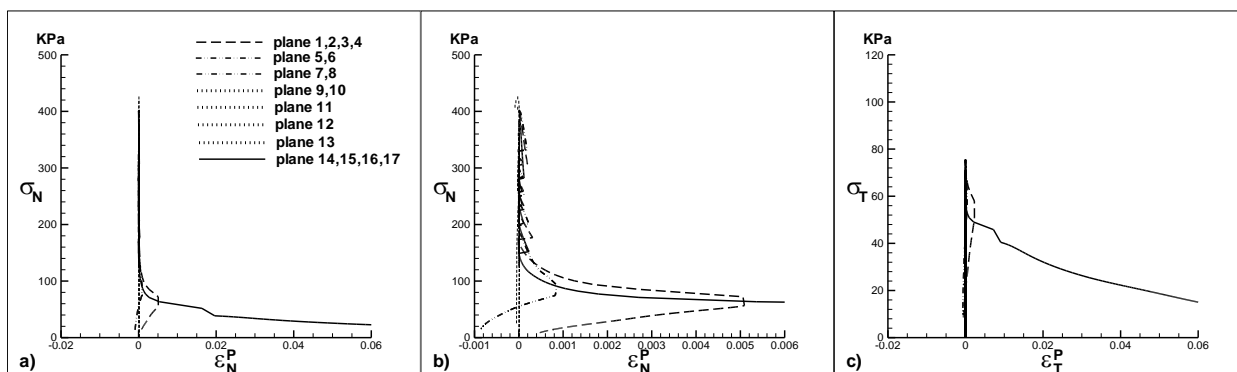 KPa
500
400
300
200
100
0
σN
-0.02
0
0.02
0.04
0.06
εNP
a)
plane 1,2,3,4
plane 5,6
plane 7,8
plane 9,10
plane 11
plane 12
plane 13
plane 14,15,16,17
KPa
500
400
300
200
100
0
σN
-0.001
0
0.001
0.002
0.003
0.004
0.005
0.006
εNP
b)
KPa
120
100
80
60
40
20
0
σT
-0.02
0
0.02
0.04
0.06
εTP
c)